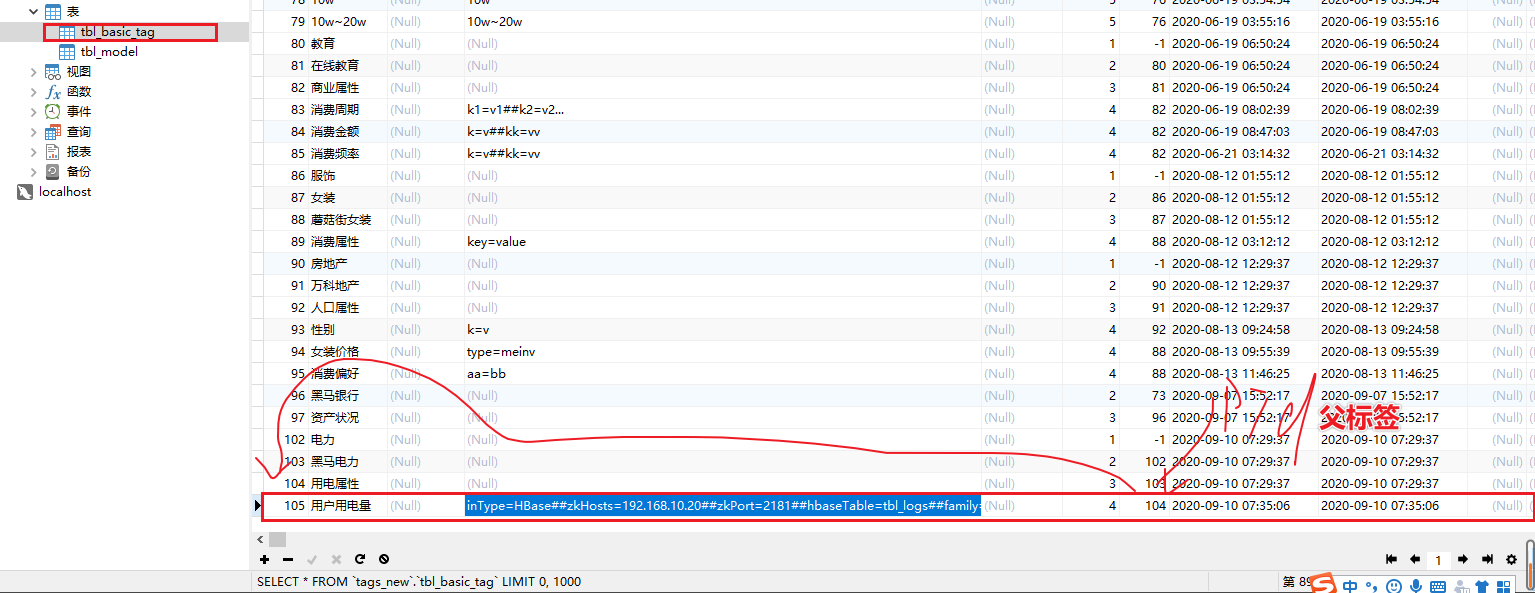 表
tbl_basic_tag
tbl_model
视图
函数
事件
查询
报表
备份
localhost
79 10w~20w (Null) 10w~20w (Null) 5 76 2020-06-19 03:55:16 2020-06-19 03:55:16 (Null)
80 教育 (Null) (Null) (Null) 1 -1 2020-06-19 06:50:24 2020-06-19 06:50:24 (Null)
81 在线教育 (Null) (Null) (Null) 2 80 2020-06-19 06:50:24 2020-06-19 06:50:24 (Null)
82 商业属性 (Null) (Null) (Null) 3 81 2020-06-19 06:50:24 2020-06-19 06:50:24 (Null)
83 消费周期 (Null) k1=v1##k2=v2... (Null) 4 82 2020-06-19 08:02:39 2020-06-19 08:02:39 (Null)
84 消费金额 (Null) k=v##kk=vv (Null) 4 82 2020-06-19 08:47:03 2020-06-19 08:47:03 (Null)
85 消费频率 (Null) k=v##kk=vv (Null) 4 82 2020-06-21 03:14:32 2020-06-21 03:14:32 (Null)
86 服饰 (Null) (Null) (Null) 1 -1 2020-08-12 01:55:12 2020-08-12 01:55:12 (Null)
87 女装 (Null) (Null) (Null) 2 86 2020-08-12 01:55:12 2020-08-12 01:55:12 (Null)
88 蘑菇街女装 (Null) (Null) (Null) 3 87 2020-08-12 01:55:12 2020-08-12 01:55:12 (Null)
89 消费属性 (Null) key=value (Null) 4 88 2020-08-12 03:12:12 2020-08-12 03:12:12 (Null)
90 房地产 (Null) (Null) (Null) 1 -1 2020-08-12 12:29:37 2020-08-12 12:29:37 (Null)
91 万科地产 (Null) (Null) (Null) 2 90 2020-08-12 12:29:37 2020-08-12 12:29:37 (Null)
92 人口属性 (Null) (Null) (Null) 3 91 2020-08-12 12:29:37 2020-08-12 12:29:37 (Null)
93 性别 (Null) k=v (Null) 4 92 2020-08-13 09:24:58 2020-08-13 09:24:58 (Null)
94 女装价格 (Null) type=meinv (Null) 4 88 2020-08-13 09:55:39 2020-08-13 09:55:39 (Null)
95 消费偏好 (Null) aa=bb (Null) 4 88 2020-08-13 11:46:25 2020-08-13 11:46:25 (Null)
96 黑马银行 (Null) (Null) (Null) 2 73 2020-09-07 15:52:17 2020-09-07 15:52:17 (Null)
97 资产状况 (Null) (Null) (Null) 3 96 2020-09-07 15:52:17 (Null)
父标签
102 电力 (Null) (Null) (Null) 1 -1 2020-09-10 07:29:37 2020-09-10 07:29:37 (Null)
103 黑马电力 (Null) (Null) (Null) 2 102 2020-09-10 07:29:37 2020-09-10 07:29:37 (Null)
104 用电属性 (Null) (Null) (Null) 3 103 2020-09-10 07:29:37 2020-09-10 07:29:37 (Null)
105 用户用电量 (Null) inType=HBase##zkHosts=192.168.10.20##zkPort=2181##hbaseTable=tbl_logs##family= (Null) 4 104 2020-09-10 07:35:06 2020-09-10 07:35:06 (Null)
1
SELECT * FROM `tags_new`.`tbl_basic_tag` LIMIT 0, 1000
第 89
中